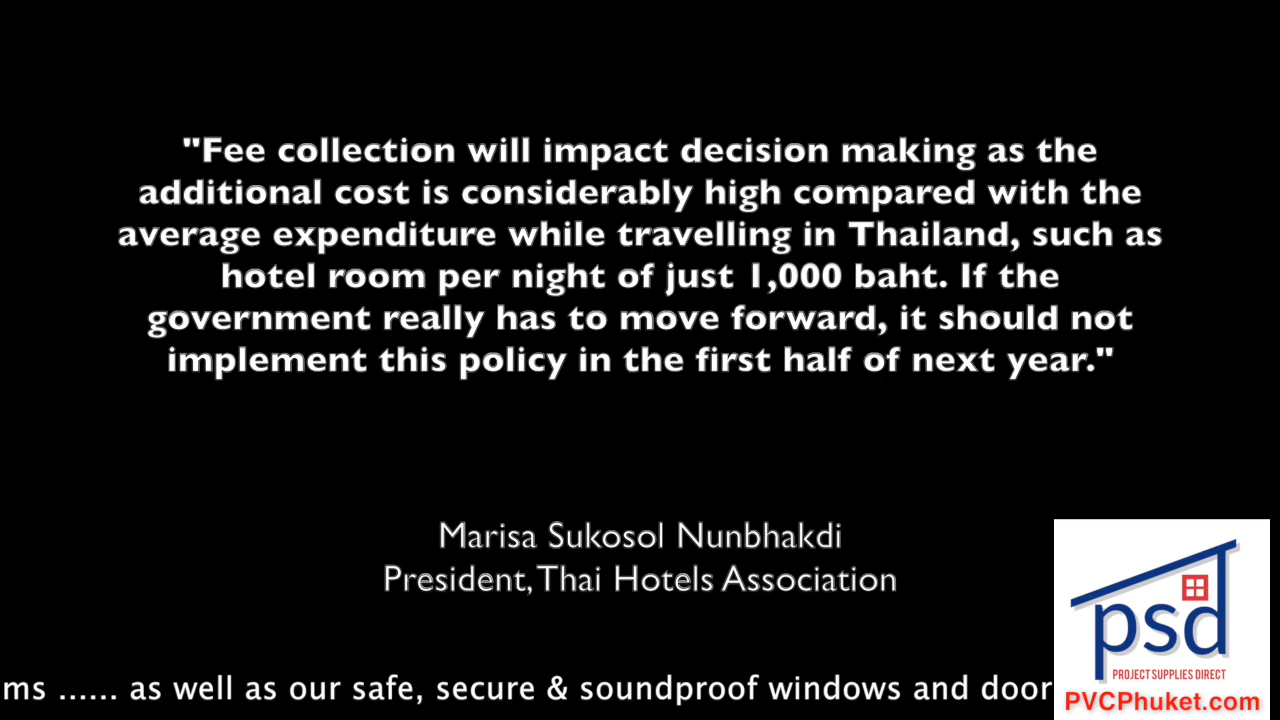 "Fee collection will impact decision making as the
additional cost is considerably high compared with the
average expenditure while travelling in Thailand, such as
hotel room per night of just 1,000 baht. If the
government really has to move forward, it should not
implement this policy in the first half of next year."
Marisa Sukosol Nunbhakdi
President, Thai Hotels Association
psd
PROJECT SUPPLIES DIRECT
ms ...... as well as our safe, secure & soundproof windows and door
PVCPhuket.com